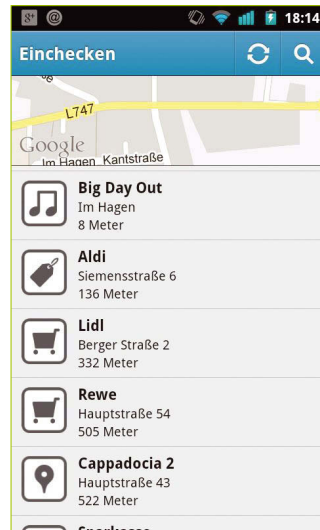 18:14
Einchecken
L747
Google
Im Hagen Kantstraße
Big Day Out
Im Hagen
8 Meter
Aldi
Siemensstraße 6
136 Meter
Lidl
Berger Straße 2
332 Meter
Rewe
Hauptstraße 54
505 Meter
Cappadocia 2
Hauptstraße 43
522 Meter
Sparkasse